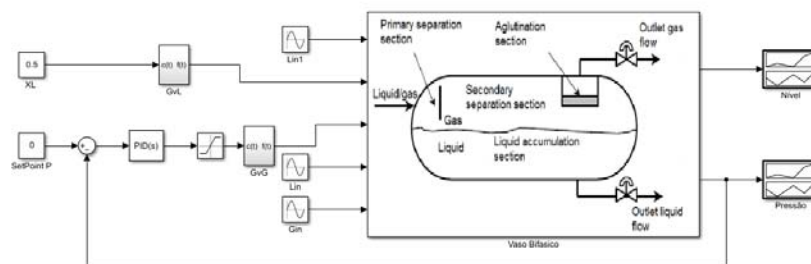 0.5
XL
c(t) f(t)
GvL
Lin1
0
SetPoint P
+
PID(s)
c(t) f(t)
GvG
Lin
Gin
Primary separation
section
Aglutination
section
Outlet gas
flow
Liquid/gas
Secondary
separation section
Gas
Liquid
Liquid accumulation
section
Outlet liquid
flow
Vaso Bifasico
Nível
Pressão